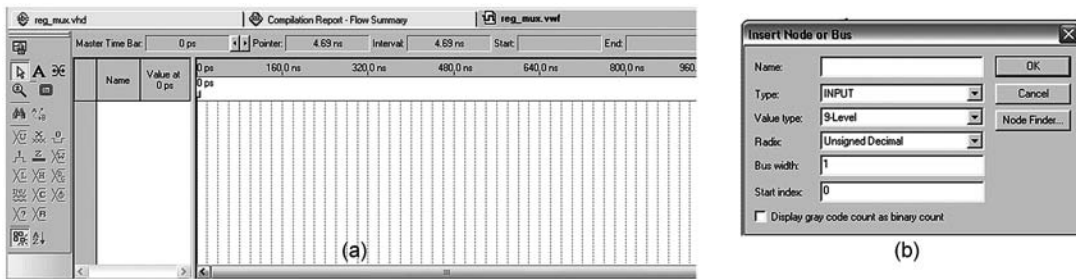 reg_mux.vhd
Compilation Report - Flow Summary
reg_mux.vwf
Master Time Bar: 0 ps Pointer: 4.69 ns Interval: 4.69 ns Start: End:
Name
Value at
0 ps
0 ps 160.0 ns 320.0 ns 480.0 ns 640.0 ns 800.0 ns 960.
0 ps
(a)
Insert Node or Bus
Name:
OK
Type: INPUT
Cancel
Value type: 9-Level
Node Finder...
Radix: Unsigned Decimal
Bus width: 1
Start index: 0
Display gray code count as binary count
(b)